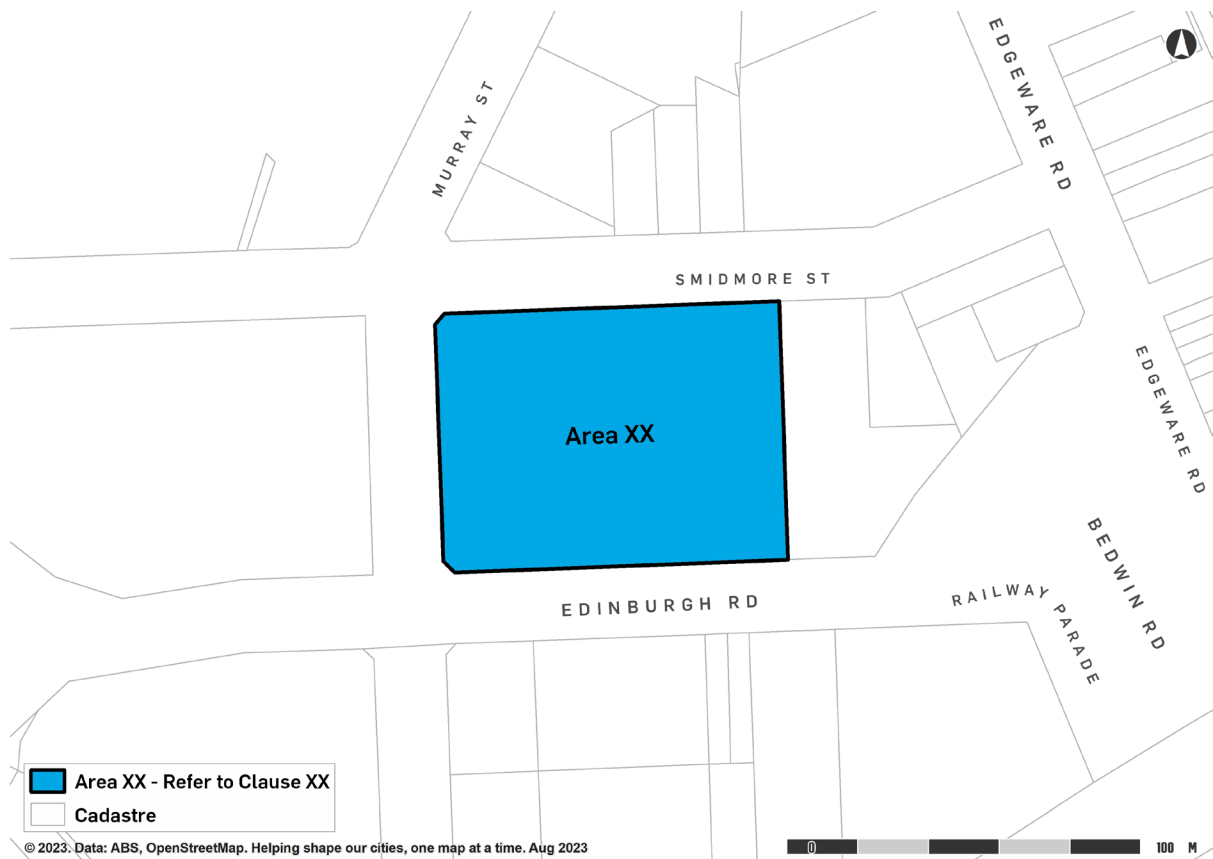 MURRAY ST
EDGEWARE RD
SMIDMORE ST
EDGEWARE RD
Area XX
BEDWIN RD
EDINBURGH RD
RAILWAY PARADE
Area XX - Refer to Clause XX
Cadastre
© 2023. Data: ABS, OpenStreetMap. Helping shape our cities, one map at a time. Aug 2023
0 100 M